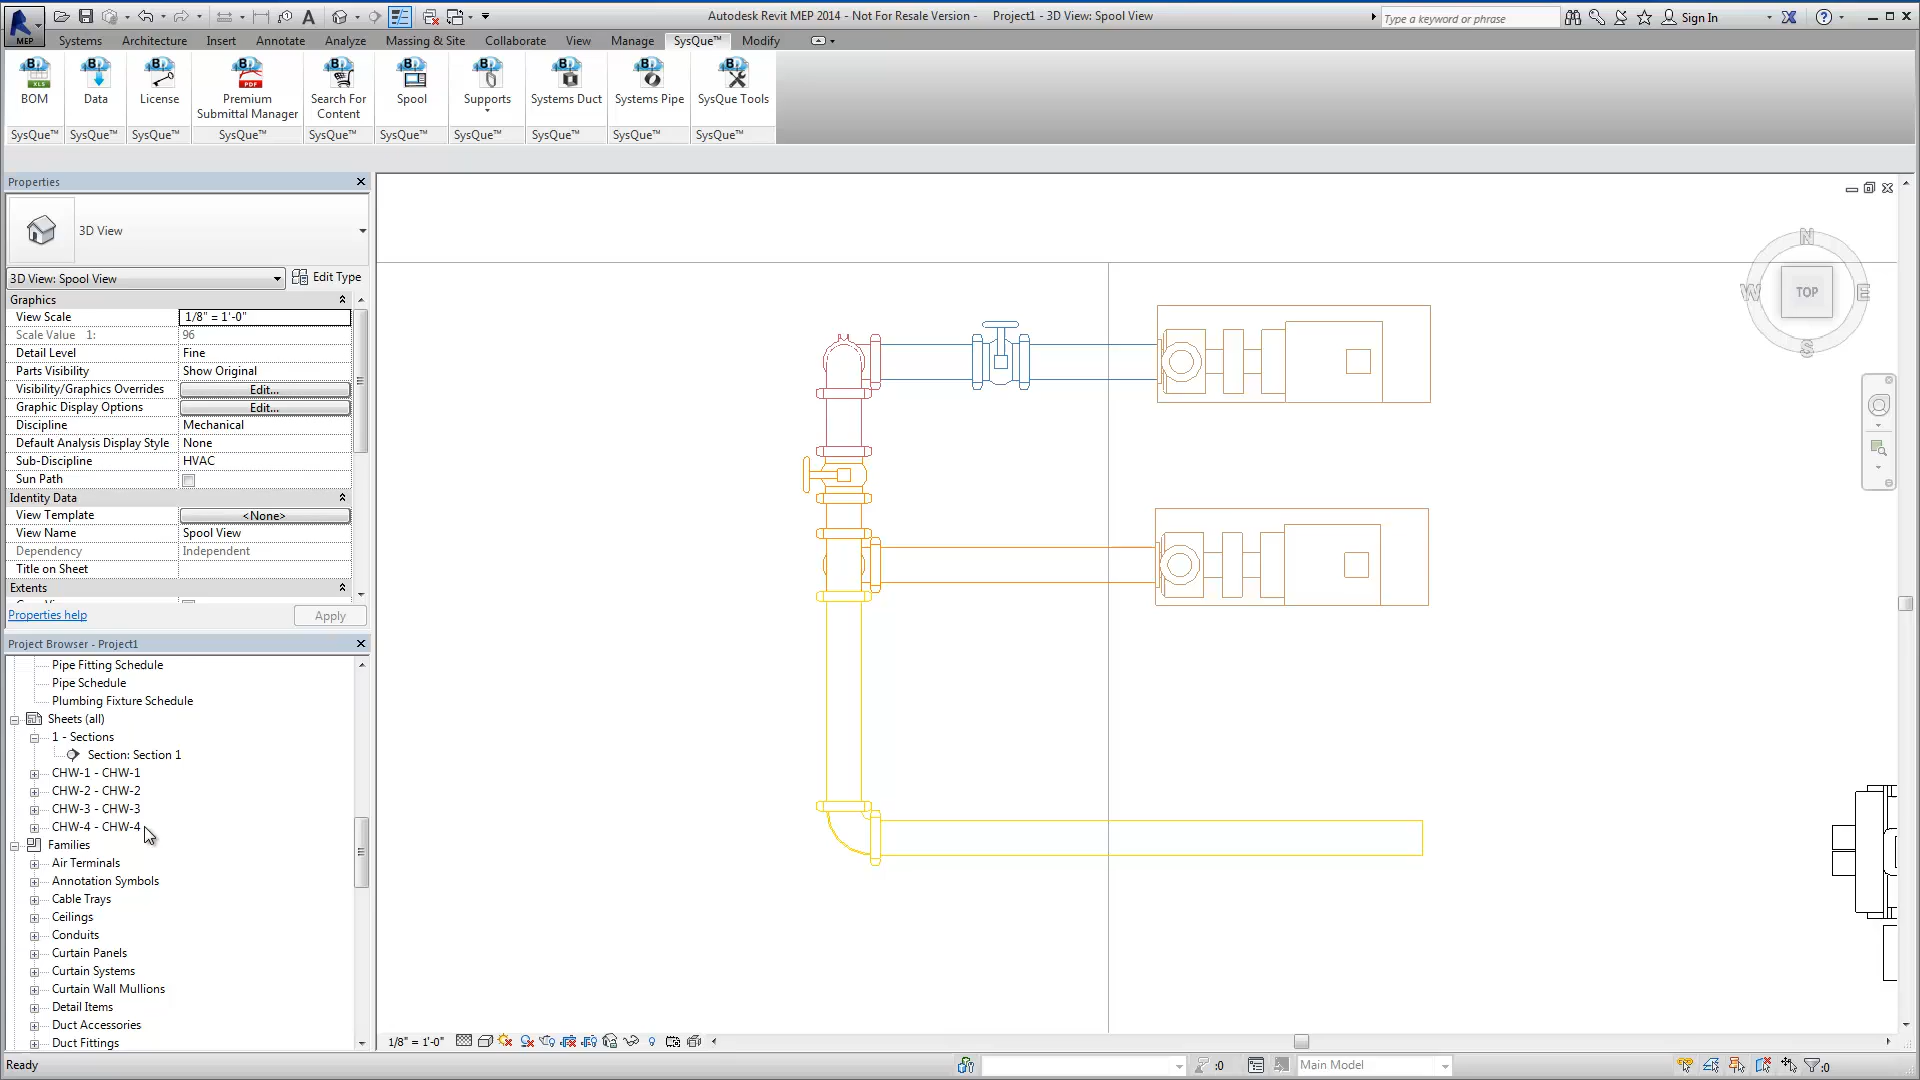 Autodesk Revit MEP 2014 - Not For Resale Version - Project1 - 3D View: Spool View
Type a keyword or phrase
Sign In
MEP
Systems Architecture Insert Annotate Analyze Massing & Site Collaborate View Manage SysQue™ Modify
XLS
PDF
BOM Data License Premium Submittal Manager Search For Content Spool Supports Systems Duct Systems Pipe SysQue Tools
SysQue™ SysQue™ SysQue™ SysQue™ SysQue™ SysQue™ SysQue™ SysQue™ SysQue™ SysQue™
Properties
3D View
3D View: Spool View Edit Type
Graphics
View Scale 1/8" = 1'-0"
Scale Value 1: 96
Detail Level Fine
Parts Visibility Show Original
Visibility/Graphics Overrides Edit...
Graphic Display Options Edit...
Discipline Mechanical
Default Analysis Display Style None
Sub-Discipline HVAC
Sun Path
Identity Data
View Template <None>
View Name Spool View
Dependency Independent
Title on Sheet
Extents
Properties help Apply
Project Browser - Project1
Pipe Fitting Schedule
Pipe Schedule
Plumbing Fixture Schedule
Sheets (all)
1 - Sections
Section: Section 1
CHW-1 - CHW-1
CHW-2 - CHW-2
CHW-3 - CHW-3
CHW-4 - CHW-4
Families
Air Terminals
Annotation Symbols
Cable Trays
Ceilings
Conduits
Curtain Panels
Curtain Systems
Curtain Wall Mullions
Detail Items
Duct Accessories
Duct Fittings
N
W TOP E
S
1/8" = 1'-0"
Ready
:0
Main Model
:0